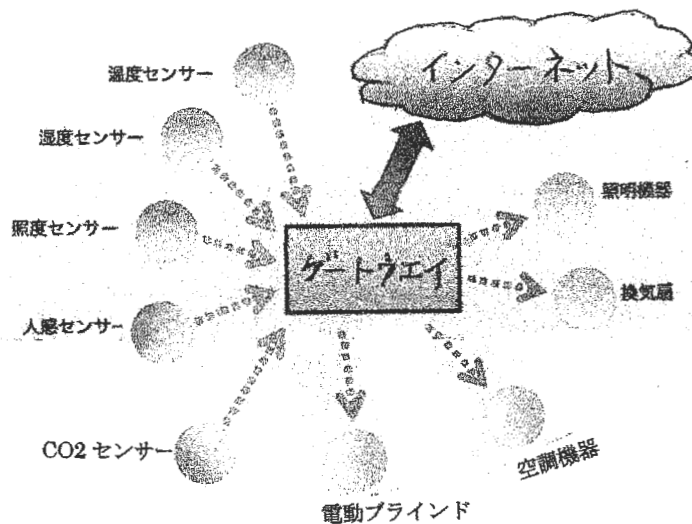 温度センサー
インターネット
湿度センサー
照明機器
照度センサー
ゲートウエイ
換気扇
人感センサー
CO2 センサー
空調機器
電動ブラインド